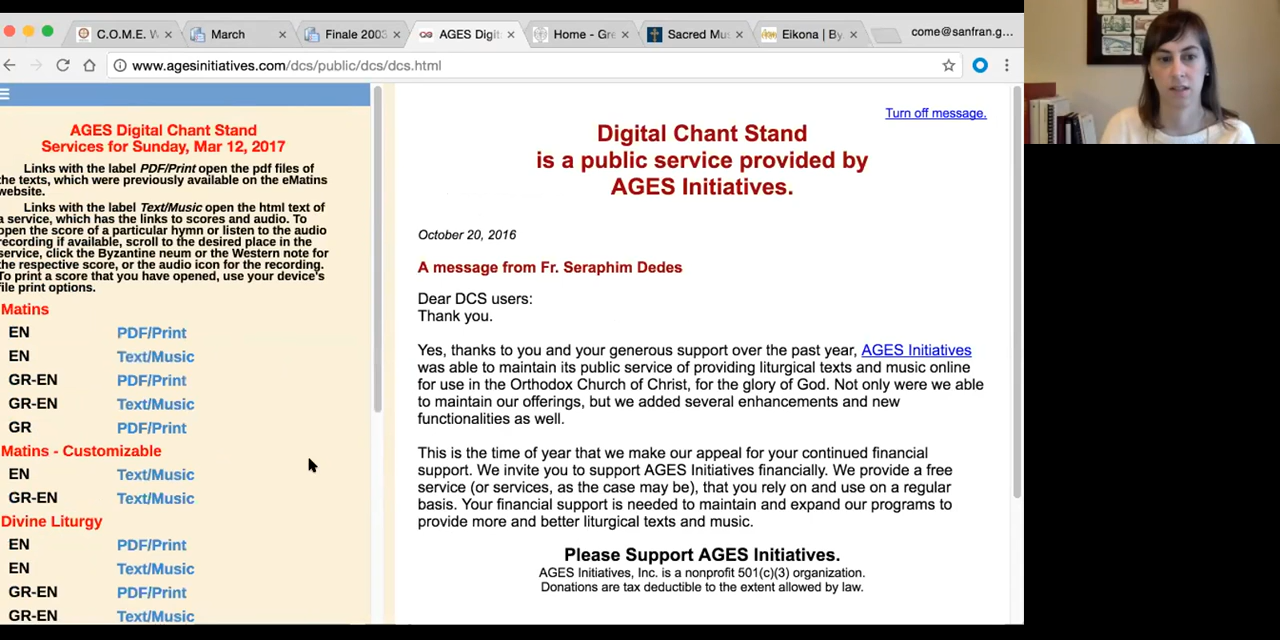 C.O.M.E. W
March
Finale 2003
AGES Digit
Home - Gre
Sacred Mus
Eikona | By
come@sanfran.g...
www.agesinitiatives.com/dcs/public/dcs/dcs.html
AGES Digital Chant Stand
Services for Sunday, Mar 12, 2017
Links with the label PDF/Print open the pdf files of
the texts, which were previously available on the eMatins
website.
Links with the label Text/Music open the html text of
a service, which has the links to scores and audio. To
open the score of a particular hymn or listen to the audio
recording if available, scroll to the desired place in the
service, click the Byzantine neum or the Western note for
the respective score, or the audio icon for the recording.
To print a score that you have opened, use your device's
file print options.
Matins
EN PDF/Print
EN Text/Music
GR-EN PDF/Print
GR-EN Text/Music
GR PDF/Print
Matins - Customizable
EN Text/Music
GR-EN Text/Music
Divine Liturgy
EN PDF/Print
EN Text/Music
GR-EN PDF/Print
GR-EN Text/Music
Turn off message.
Digital Chant Stand
is a public service provided by
AGES Initiatives.
October 20, 2016
A message from Fr. Seraphim Dedes
Dear DCS users:
Thank you.
Yes, thanks to you and your generous support over the past year, AGES Initiatives
was able to maintain its public service of providing liturgical texts and music online
for use in the Orthodox Church of Christ, for the glory of God. Not only were we able
to maintain our offerings, but we added several enhancements and new
functionalities as well.
This is the time of year that we make our appeal for your continued financial
support. We invite you to support AGES Initiatives financially. We provide a free
service (or services, as the case may be), that you rely on and use on a regular
basis. Your financial support is needed to maintain and expand our programs to
provide more and better liturgical texts and music.
Please Support AGES Initiatives.
AGES Initiatives, Inc. is a nonprofit 501(c)(3) organization.
Donations are tax deductible to the extent allowed by law.